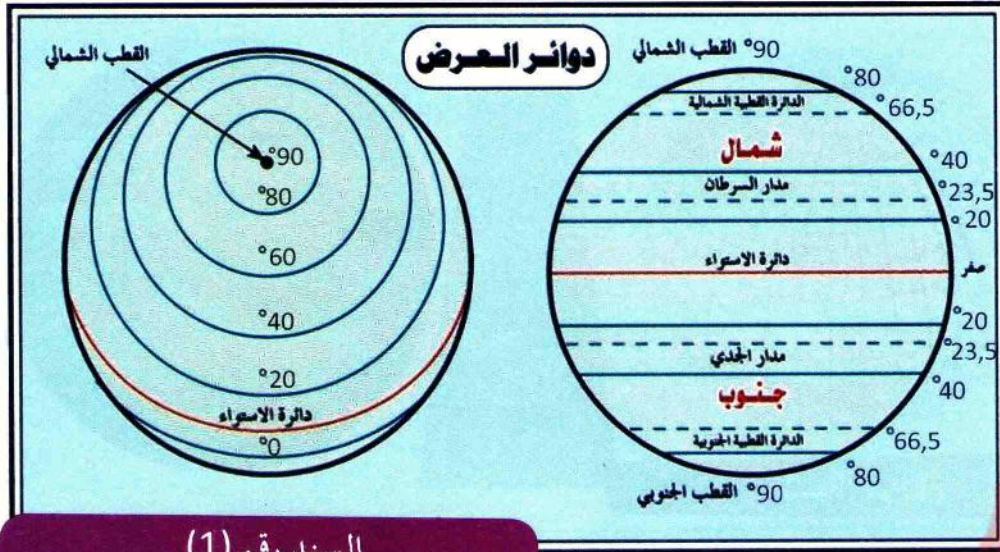 دوائر العرض
القطب الشمالي
°90
°80
°60
°40
°20
دائرة الاستواء
°0
°90 القطب الشمالي
°80
الدائرة القطبية الشمالية
°66,5
شمال
°40
مدار السرطان
°23,5
°20
دائرة الاستواء
صفر
°20
مدار الجدي
°23,5
°40
جنوب
°66,5
الدائرة القطبية الجنوبية
°80
°90 القطب الجنوبي
السند رقم (1)